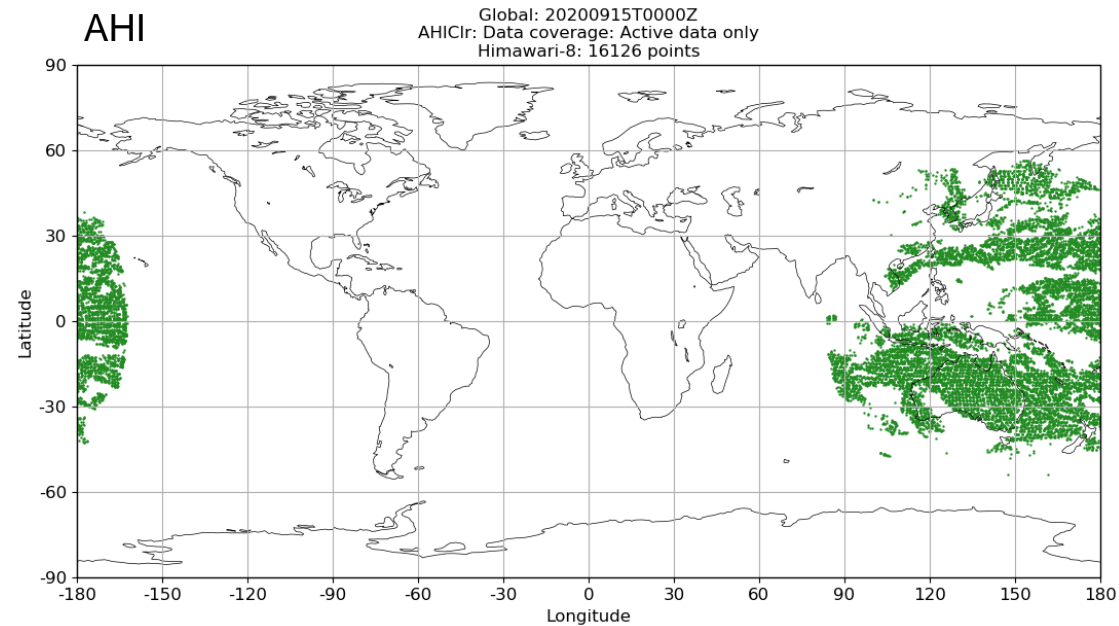 AHI
Global: 20200915T0000Z
AHIClr: Data coverage: Active data only
Himawari-8: 16126 points
90
60
30
0
-30
-60
-90
Latitude
-180 -150 -120 -90 -60 -30 0 30 60 90 120 150 180
Longitude